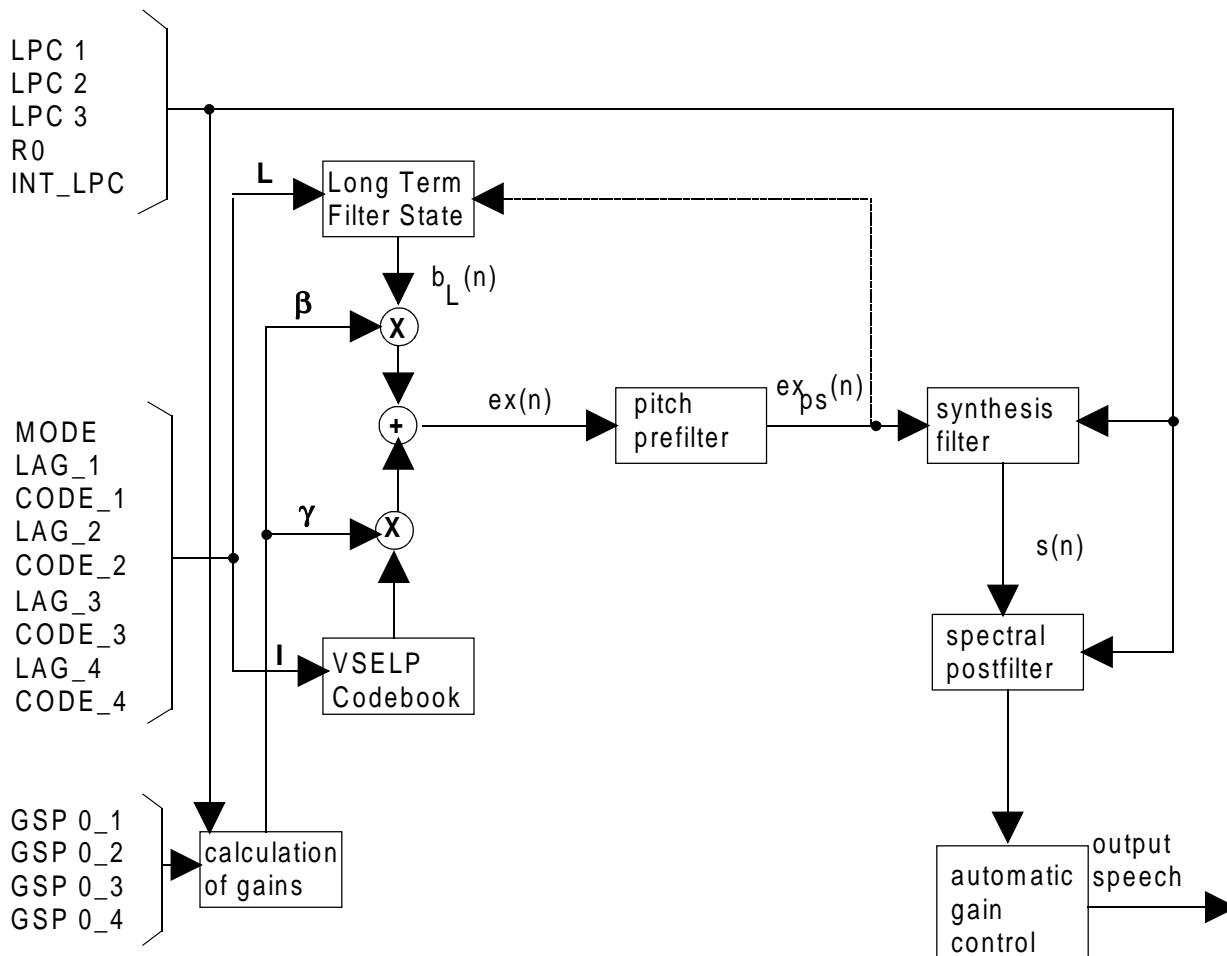 LPC 1
LPC 2
LPC 3
R0
INT_LPC
L
Long Term
Filter State
b_L(n)
β
X
MODE
LAG_1
CODE_1
LAG_2
CODE_2
LAG_3
CODE_3
LAG_4
CODE_4
+
ex(n)
pitch
prefilter
ex_ps(n)
synthesis
filter
γ
X
s(n)
I
VSELP
Codebook
spectral
postfilter
GSP 0_1
GSP 0_2
GSP 0_3
GSP 0_4
calculation
of gains
automatic
gain
control
output
speech